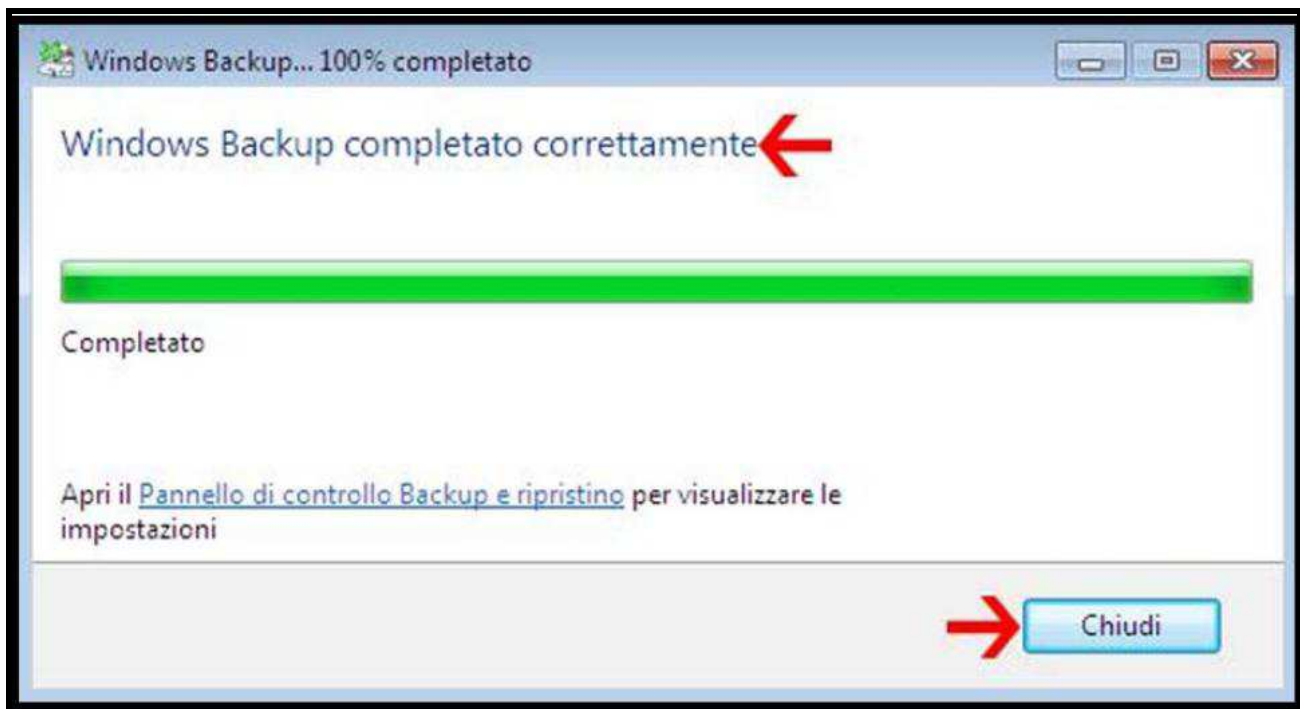 Windows Backup... 100% completato
Windows Backup completato correttamente
Completato
Apri il Pannello di controllo Backup e ripristino per visualizzare le
impostazioni
Chiudi